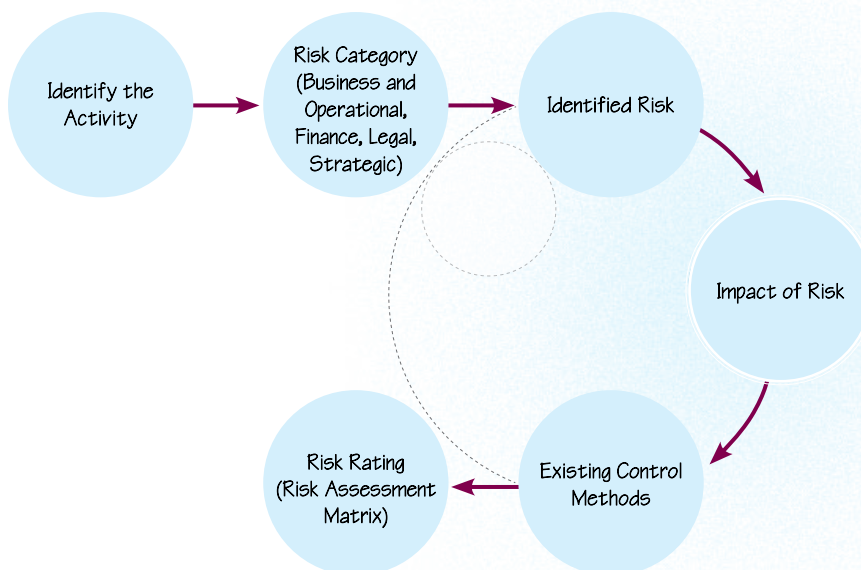 Identify the
Activity
Risk Category
(Business and
Operational,
Finance, Legal,
Strategic)
Identified Risk
Impact of Risk
Existing Control
Methods
Risk Rating
(Risk Assessment
Matrix)